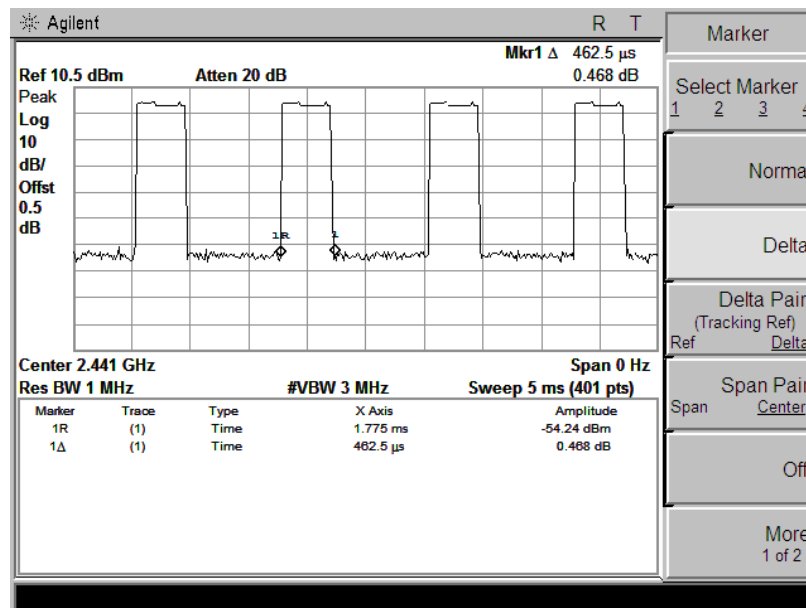 Agilent R T
Mkr1 Δ 462.5 µs
Ref 10.5 dBm Atten 20 dB 0.468 dB
Peak
Log
10
dB/
Offst
0.5
dB
1R 1
Center 2.441 GHz Span 0 Hz
Res BW 1 MHz #VBW 3 MHz Sweep 5 ms (401 pts)
Marker Trace Type X Axis Amplitude
1R (1) Time 1.775 ms -54.24 dBm
1Δ (1) Time 462.5 µs 0.468 dB
Marker
Select Marker
1 2 3 4
Norma
Delta
Delta Pair
(Tracking Ref)
Ref Delta
Span Pair
Span Center
Off
More
1 of 2